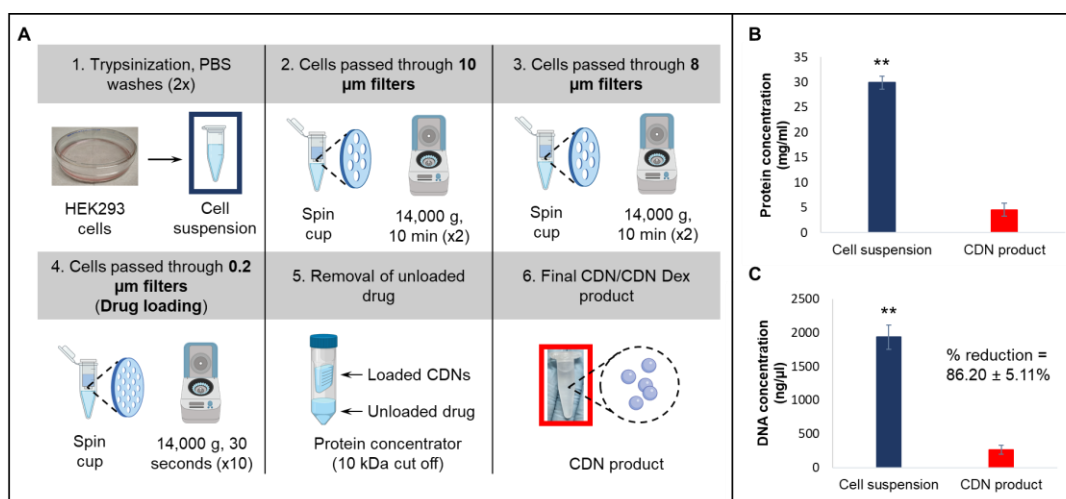 A
1. Trypsinization, PBS
washes (2x)
HEK293
cells
Cell
suspension
2. Cells passed through 10
µm filters
Spin
cup
14,000 g,
10 min (x2)
3. Cells passed through 8
µm filters
Spin
cup
14,000 g,
10 min (x2)
4. Cells passed through 0.2
µm filters
(Drug loading)
Spin
cup
14,000 g, 30
seconds (x10)
5. Removal of unloaded
drug
Loaded CDNs
Unloaded drug
Protein concentrator
(10 kDa cut off)
6. Final CDN/CDN Dex
product
CDN product
B
Protein concentration
(mg/ml)
35
30
25
20
15
10
5
0
**
Cell suspension
CDN product
C
DNA concentration
(ng/µl)
2500
2000
1500
1000
500
0
**
% reduction =
86.20 ± 5.11%
Cell suspension
CDN product